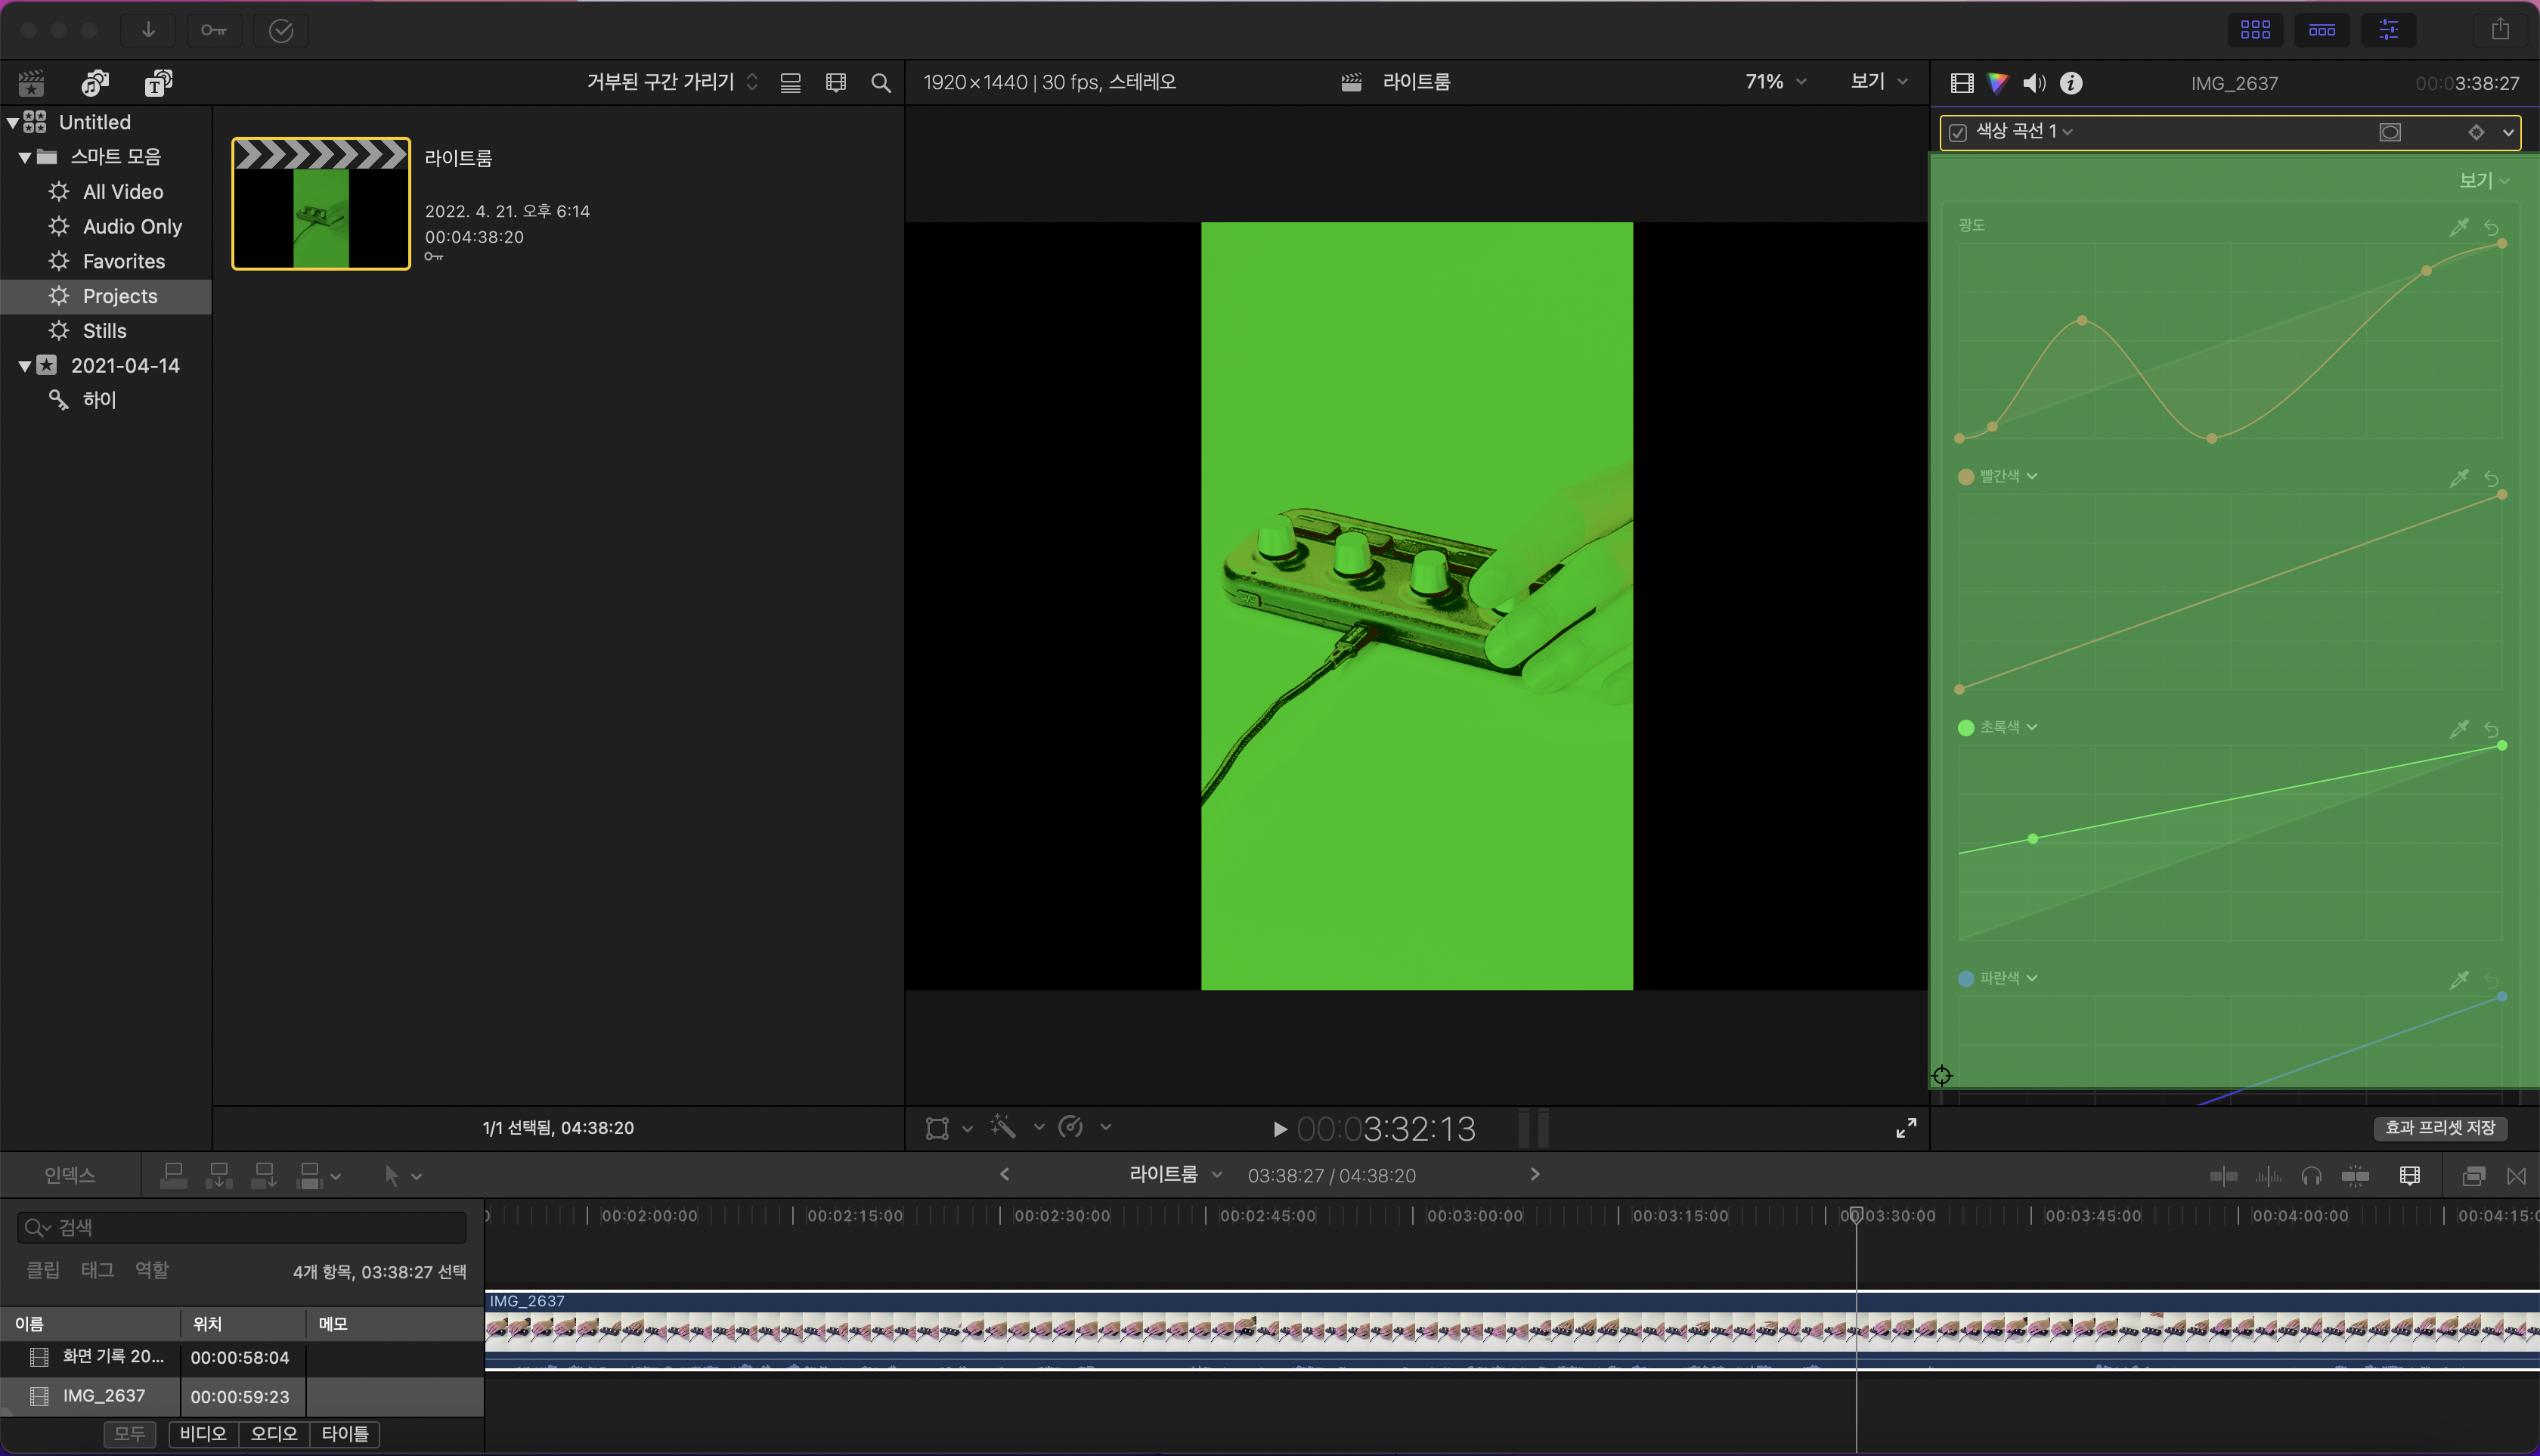 거부된 구간 가리기
1920×1440 | 30 fps, 스테레오
라이트룸
71%
보기
IMG_2637
00:03:38:27
Untitled
스마트 모음
All Video
Audio Only
Favorites
Projects
Stills
2021-04-14
하이
라이트룸
2022. 4. 21. 오후 6:14
00:04:38:20
색상 곡선 1
보기
광도
빨간색
초록색
파란색
1/1 선택됨, 04:38:20
00:03:32:13
효과 프리셋 저장
인덱스
라이트룸
03:38:27 / 04:38:20
검색
클립 태그 역할
4개 항목, 03:38:27 선택
이름 위치 메모
화면 기록 20... 00:00:58:04
IMG_2637 00:00:59:23
모두 비디오 오디오 타이틀
00:02:00:00 00:02:15:00 00:02:30:00 00:02:45:00 00:03:00:00 00:03:15:00 00:03:30:00 00:03:45:00 00:04:00:00 00:04:15:0
IMG_2637